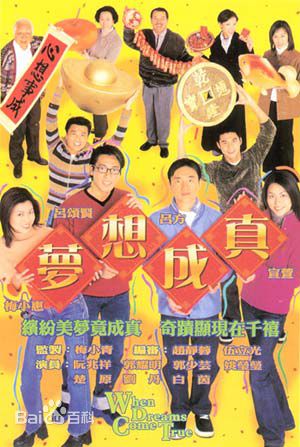 心想事成
乾隆通寶
呂頌賢
呂方
夢想成真
梅小惠
宣萱
繽紛美夢竟成真 奇蹟顯現在千禧
監製：梅小青 編審：趙靜蓉 伍立光
演員：阮兆祥 郭耀明 郭少芸 姚瑩瑩
楚原 劉丹 白茵
When
Dreams
Come True
Bai百科